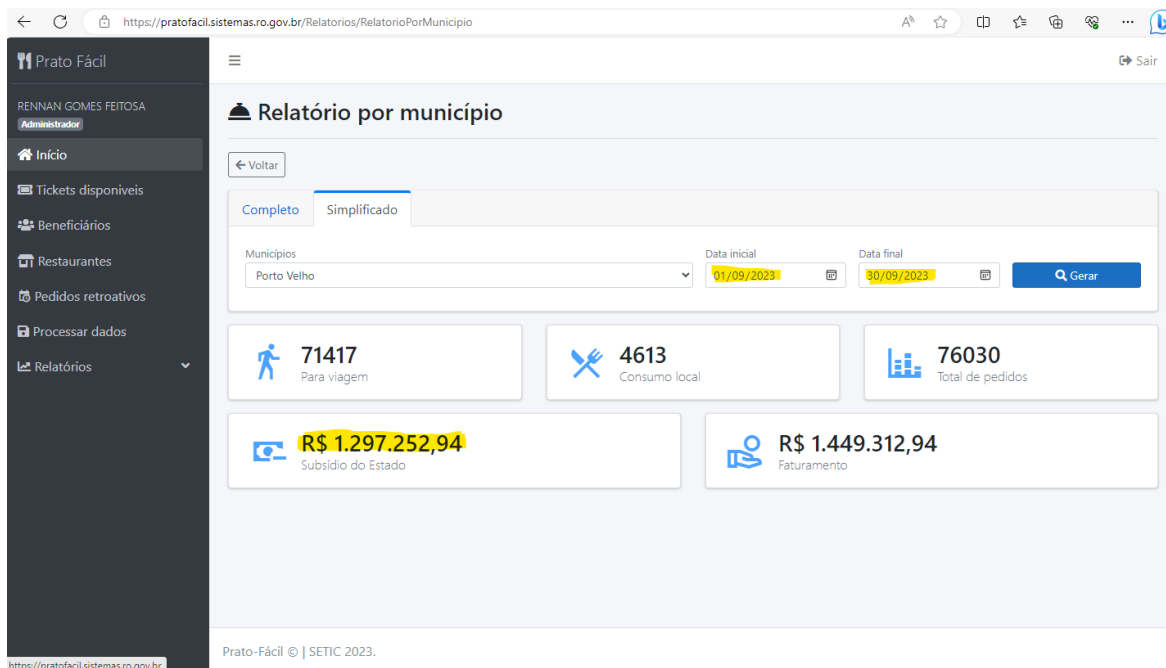 https://pratofacil.sistemas.ro.gov.br/Relatorios/RelatorioPorMunicipio
Prato Fácil
Sair
RENNAN GOMES FEITOSA
Administrador
Início
Tickets disponiveis
Beneficiários
Restaurantes
Pedidos retroativos
Processar dados
Relatórios
Relatório por município
Voltar
Completo Simplificado
Municípios Data inicial Data final
Porto Velho 01/09/2023 30/09/2023 Gerar
71417 4613 76030
Para viagem Consumo local Total de pedidos
R$ 1.297.252,94 R$ 1.449.312,94
Subsídio do Estado Faturamento
Prato-Fácil © | SETIC 2023.
https://pratofacil.sistemas.ro.gov.br